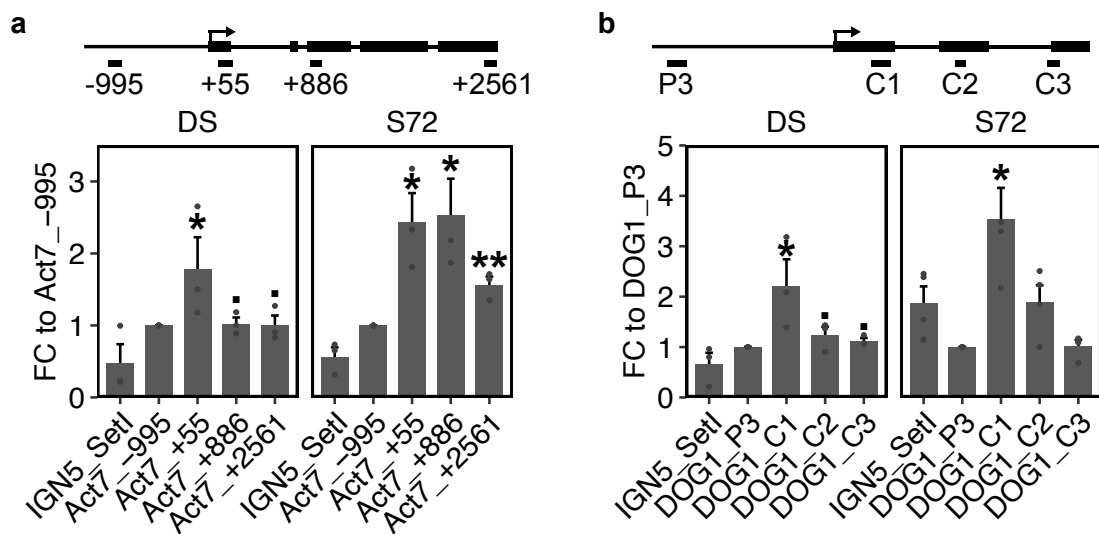 a
-995
+55
+886
+2561
DS
S72
FC to Act7_−995
3
2
1
0
*
*
*
**
IGN5_SetI
Act7_−995
Act7_+55
Act7_+886
Act7_+2561
IGN5_SetI
Act7_−995
Act7_+55
Act7_+886
Act7_+2561
b
P3
C1
C2
C3
DS
S72
FC to DOG1_P3
5
4
3
2
1
0
*
*
IGN5_SetI
DOG1_P3
DOG1_C1
DOG1_C2
DOG1_C3
IGN5_SetI
DOG1_P3
DOG1_C1
DOG1_C2
DOG1_C3